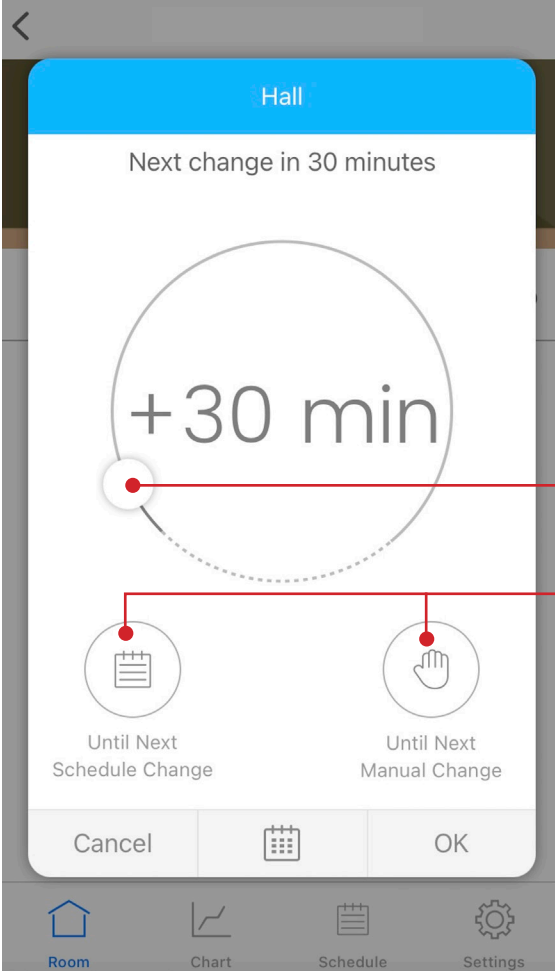 Hall
Next change in 30 minutes
+30 min
Until Next
Schedule Change
Until Next
Manual Change
Cancel
OK
Room
Chart
Schedule
Settings